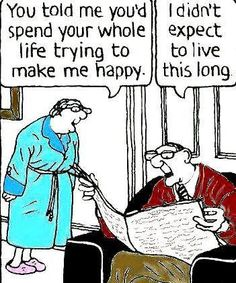 You told me you'd
spend your whole
life trying to
make me happy.
I didn't
expect
to live
this long.